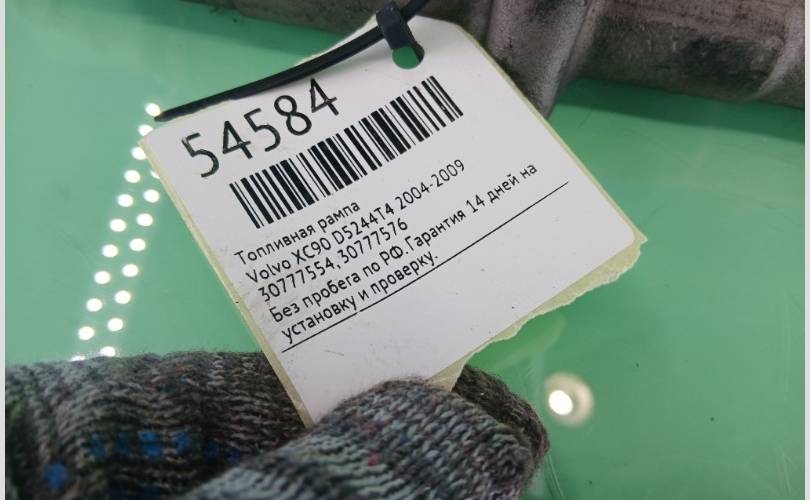 54584
Топливная рампа
Volvo XC90 D5244T4 2004-2009
30777554, 30777576
Без пробега по РФ.Гарантия 14 дней на
установку и проверку.